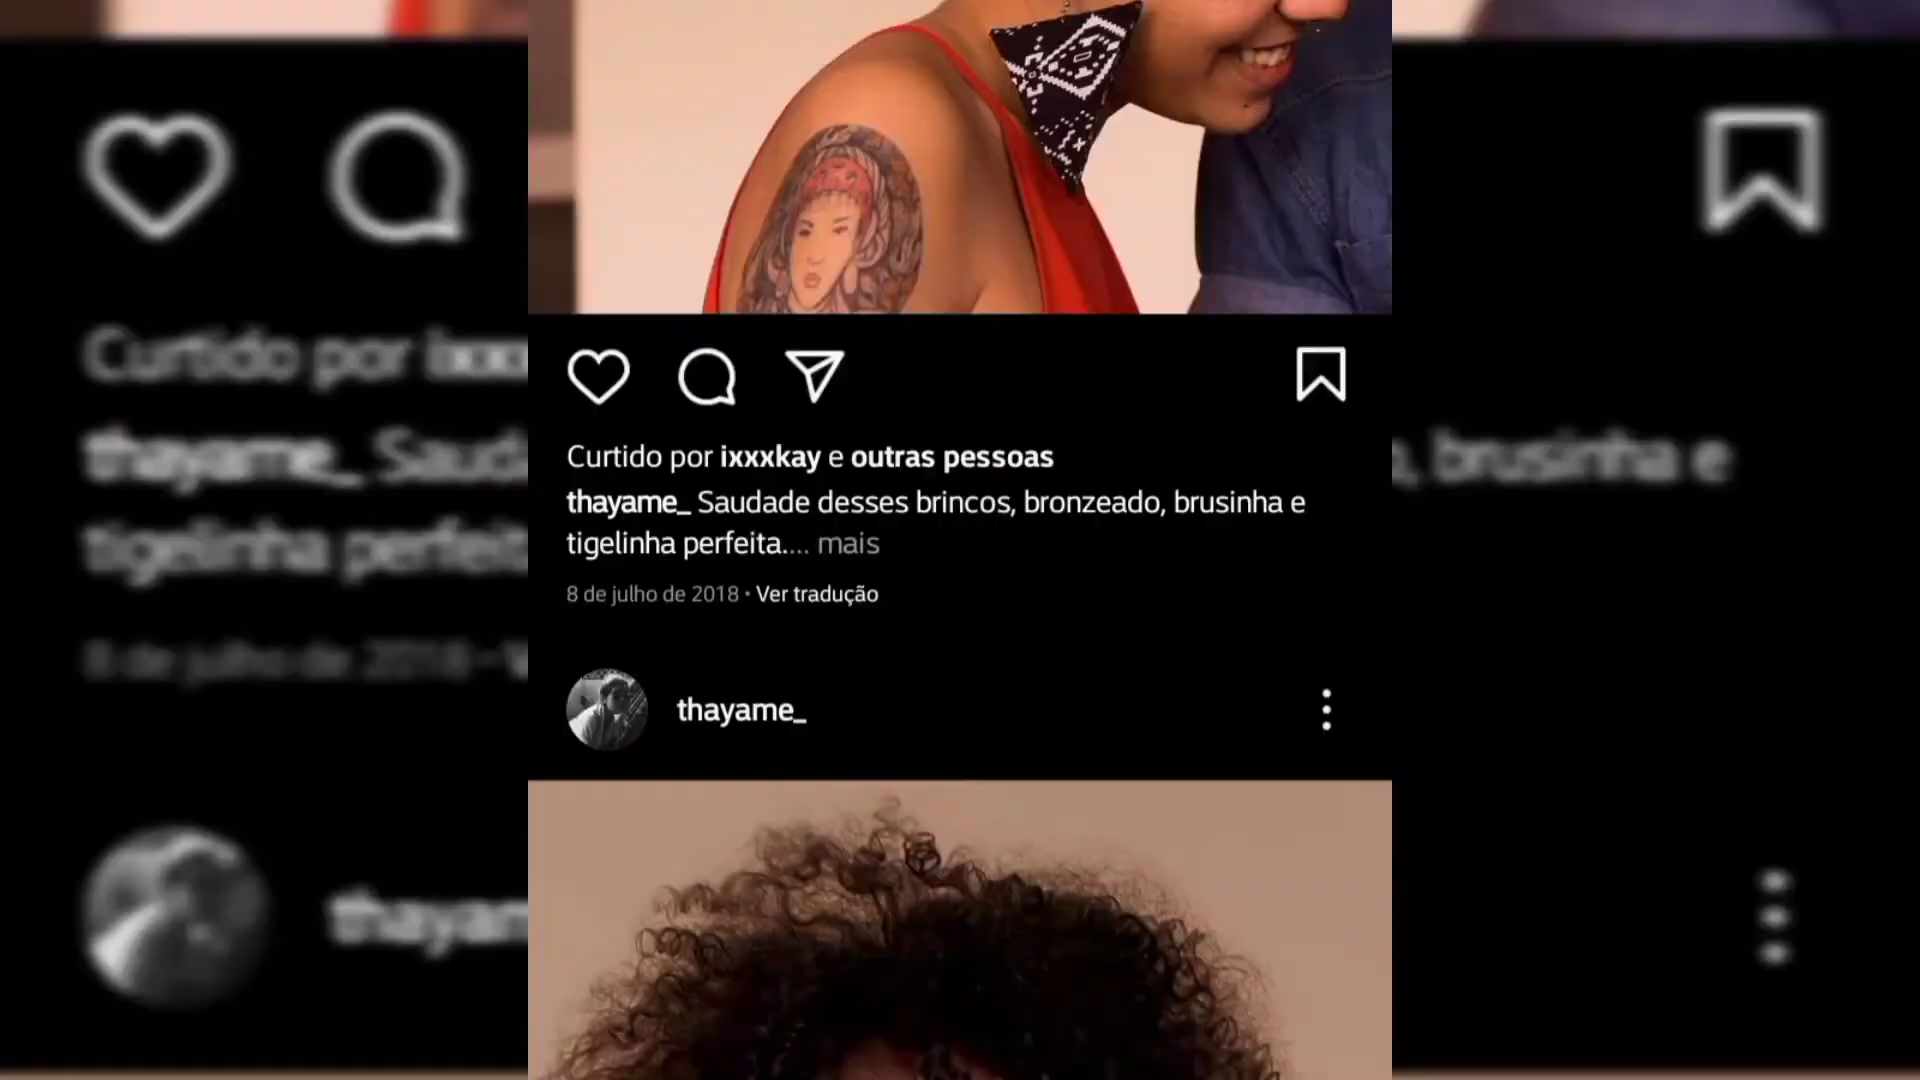 Curtido por ixxxkay e outras pessoas
thayame_ Saudade desses brincos, bronzeado, brusinha e
tigelinha perfeita.... mais
8 de julho de 2018 • Ver tradução
thayame_